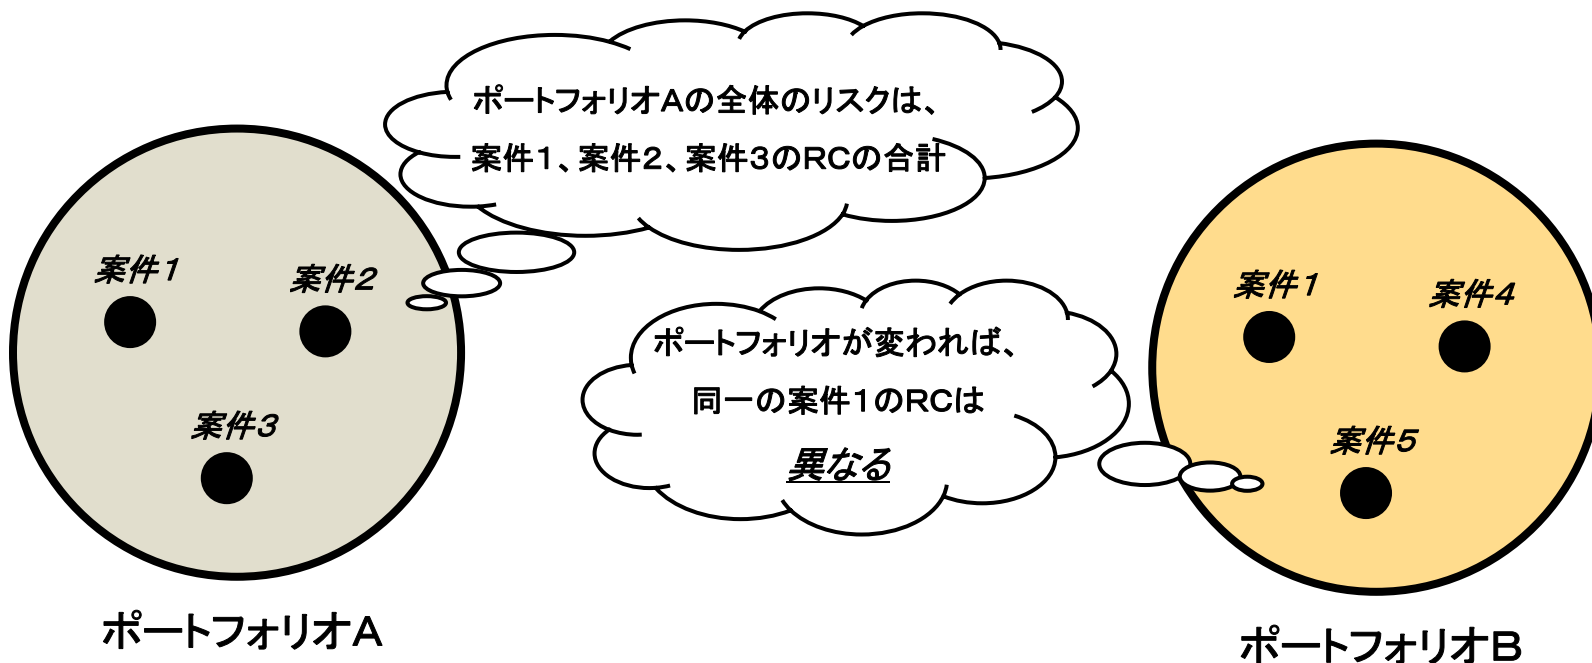 ポートフォリオAの全体のリスクは、
案件1、案件2、案件3のRCの合計
案件1
案件2
案件3
ポートフォリオA
ポートフォリオが変われば、
同一の案件1のRCは
異なる
案件1
案件4
案件5
ポートフォリオB